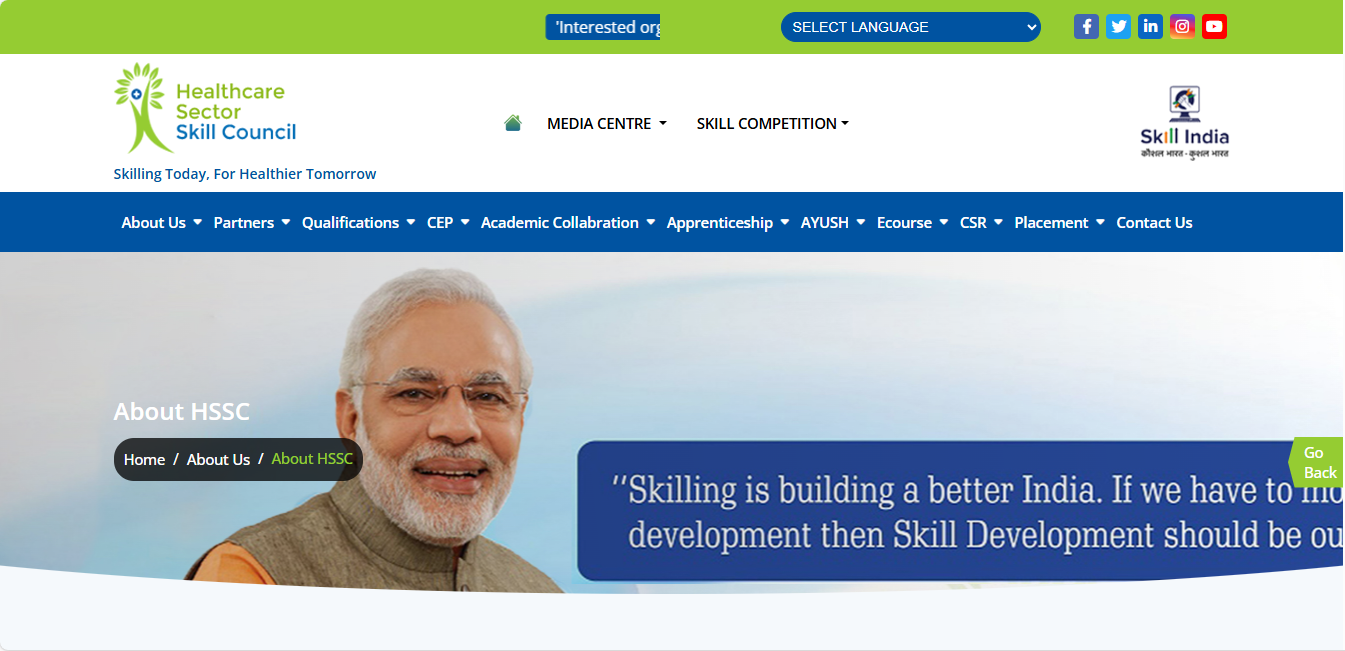 'Interested org
SELECT LANGUAGE
Healthcare
Sector
Skill Council
Skilling Today, For Healthier Tomorrow
MEDIA CENTRE
SKILL COMPETITION
Skill India
कौशल भारत - कुशल भारत
About Us
Partners
Qualifications
CEP
Academic Collabration
Apprenticeship
AYUSH
Ecourse
CSR
Placement
Contact Us
About HSSC
Home / About Us / About HSSC
Go
Back
"Skilling is building a better India. If we have to
development then Skill Development should be ou